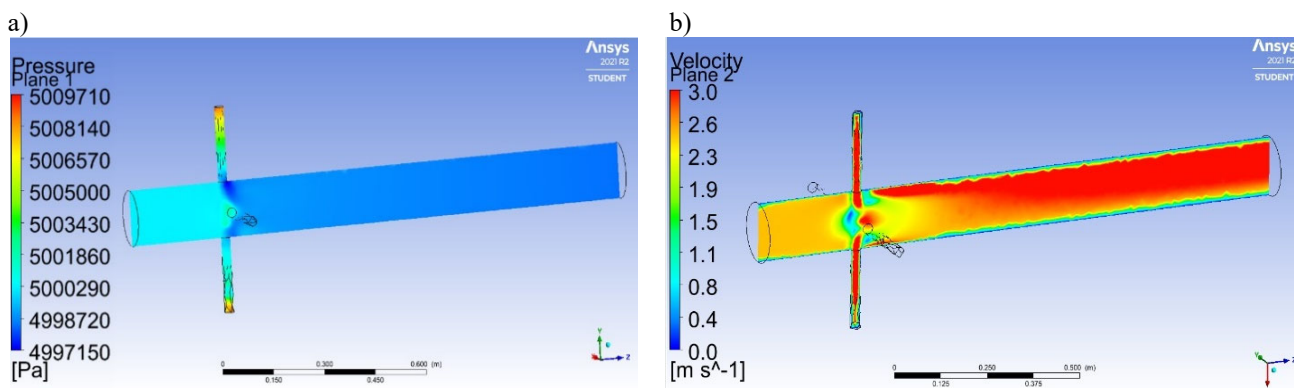 a)
Ansys
2021 R2
STUDENT
Pressure
Plane 1
5009710
5008140
5006570
5005000
5003430
5001860
5000290
4998720
4997150
[Pa]
0 0.300 0.600 (m)
0.150 0.450
Y
Z
b)
Ansys
2021 R2
STUDENT
Velocity
Plane 2
3.0
2.6
2.3
1.9
1.5
1.1
0.8
0.4
0.0
[m s^-1]
0 0.250 0.500 (m)
0.125 0.375
Y
Z